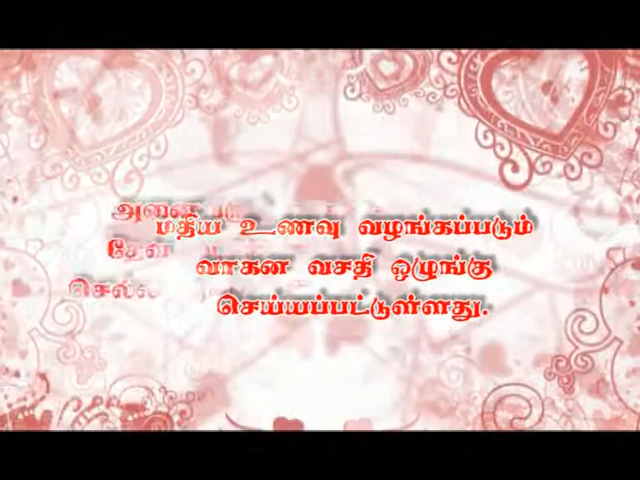 மதிய உணவு வழங்கப்படும்
வாகன வசதி ஒழுங்கு
செய்யப்பட்டுள்ளது.